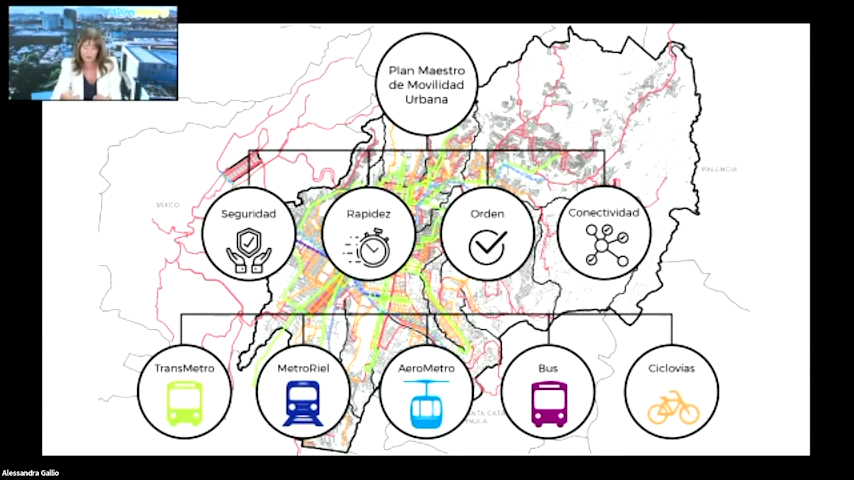 Plan Maestro
de Movilidad
Urbana
PALENCIA
MIXCO
Seguridad
Rapidez
Orden
Conectividad
TransMetro
MetroRiel
AeroMetro
Bus
Ciclovías
Alessandra Gallio